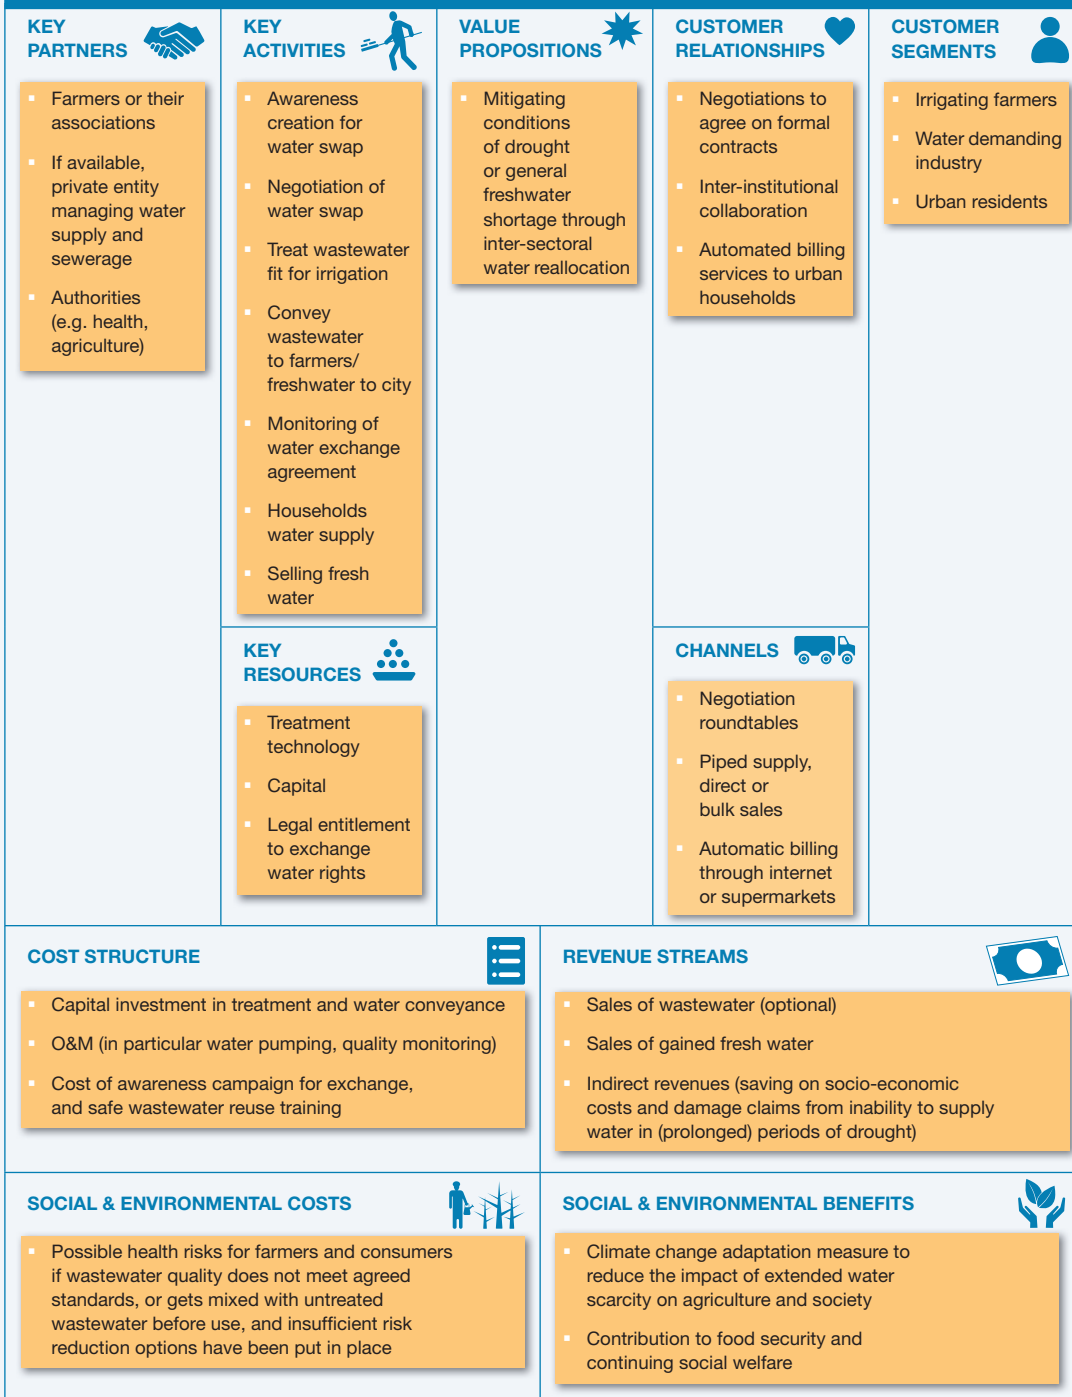 KEY
PARTNERS
Farmers or their
associations
If available,
private entity
managing water
supply and
sewerage
Authorities
(e.g. health,
agriculture)
KEY
ACTIVITIES
Awareness
creation for
water swap
Negotiation of
water swap
Treat wastewater
fit for irrigation
Convey
wastewater
to farmers/
freshwater to city
Monitoring of
water exchange
agreement
Households
water supply
Selling fresh
water
KEY
RESOURCES
Treatment
technology
Capital
Legal entitlement
to exchange
water rights
VALUE
PROPOSITIONS
Mitigating
conditions
of drought
or general
freshwater
shortage through
inter-sectoral
water reallocation
CUSTOMER
RELATIONSHIPS
Negotiations to
agree on formal
contracts
Inter-institutional
collaboration
Automated billing
services to urban
households
CHANNELS
Negotiation
roundtables
Piped supply,
direct or
bulk sales
Automatic billing
through internet
or supermarkets
CUSTOMER
SEGMENTS
Irrigating farmers
Water demanding
industry
Urban residents
COST STRUCTURE
Capital investment in treatment and water conveyance
O&M (in particular water pumping, quality monitoring)
Cost of awareness campaign for exchange,
and safe wastewater reuse training
REVENUE STREAMS
Sales of wastewater (optional)
Sales of gained fresh water
Indirect revenues (saving on socio-economic
costs and damage claims from inability to supply
water in (prolonged) periods of drought)
SOCIAL & ENVIRONMENTAL COSTS
Possible health risks for farmers and consumers
if wastewater quality does not meet agreed
standards, or gets mixed with untreated
wastewater before use, and insufficient risk
reduction options have been put in place
SOCIAL & ENVIRONMENTAL BENEFITS
Climate change adaptation measure to
reduce the impact of extended water
scarcity on agriculture and society
Contribution to food security and
continuing social welfare